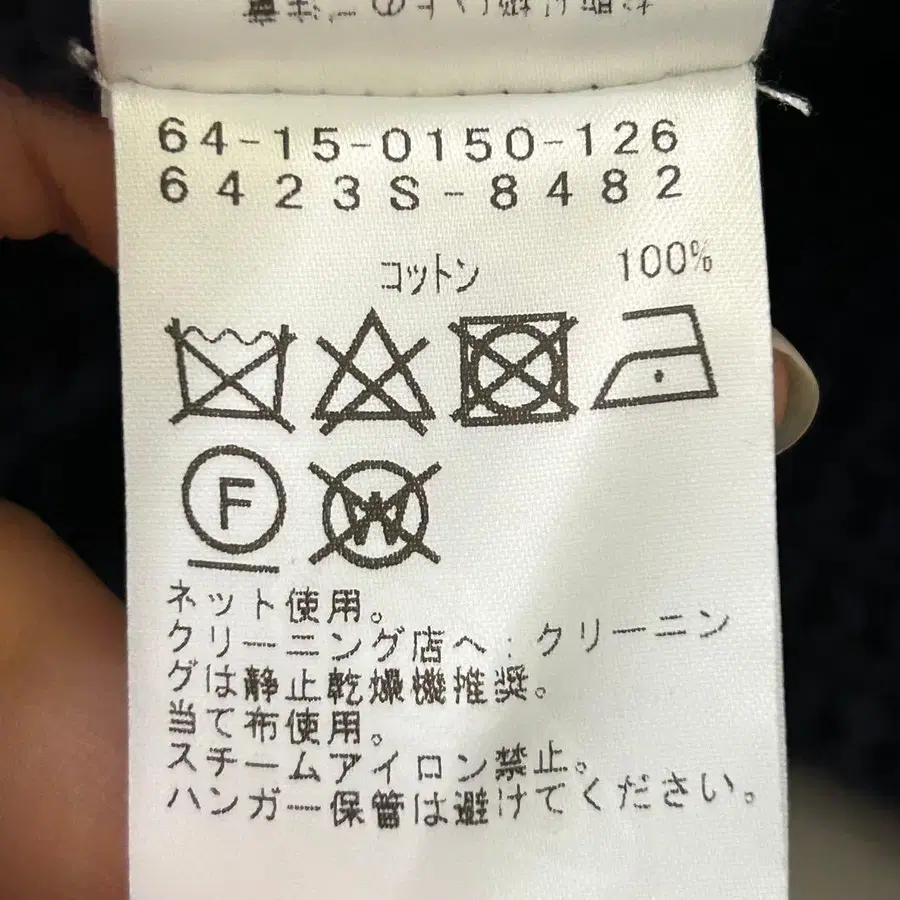 64-15-0150-126
6423S-8482
コットン 100%
F
W
ネット使用。
クリーニング店へ：クリーニン
グは静止乾燥機推奨。
当て布使用。
スチームアイロン禁止。
ハンガー保管は避けてください。